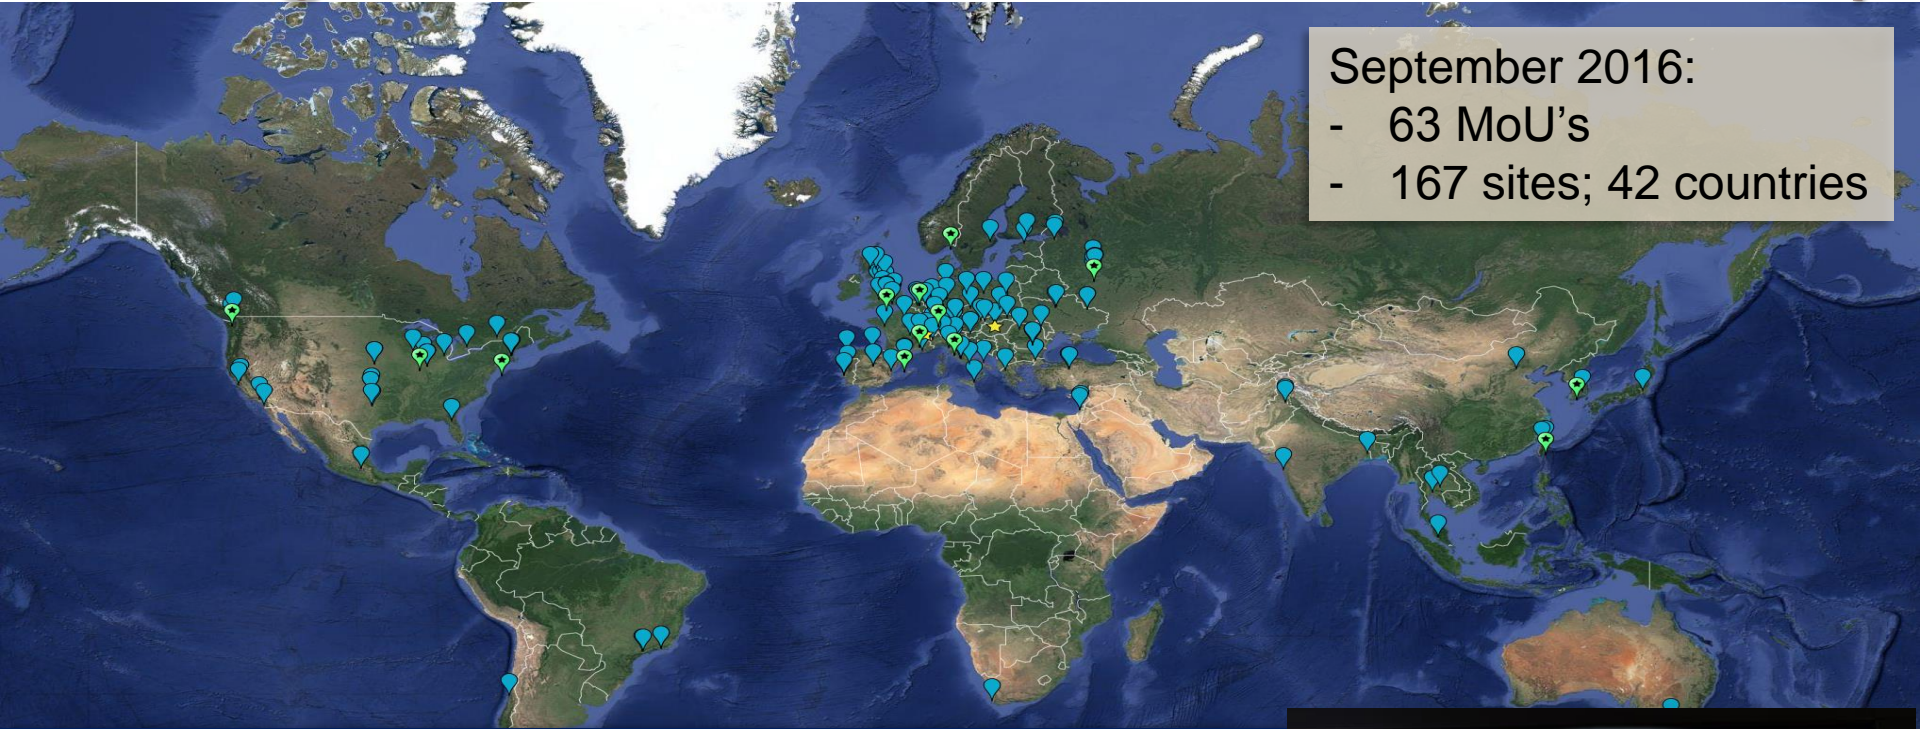 September 2016:
- 63 MoU’s
- 167 sites; 42 countries